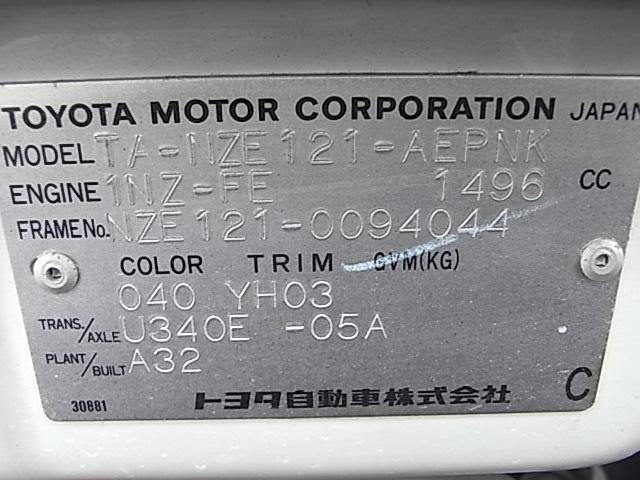 TOYOTA MOTOR CORPORATION JAPAN
MODEL TA-NZE121-AEPNK
ENGINE 1NZ-FE 1496 CC
FRAME No. NZE121-0094044
COLOR TRIM GVM(KG)
040 YH03
TRANS./AXLE U340E -05A
PLANT/BUILT A32
30881 トヨタ自動車株式会社 C